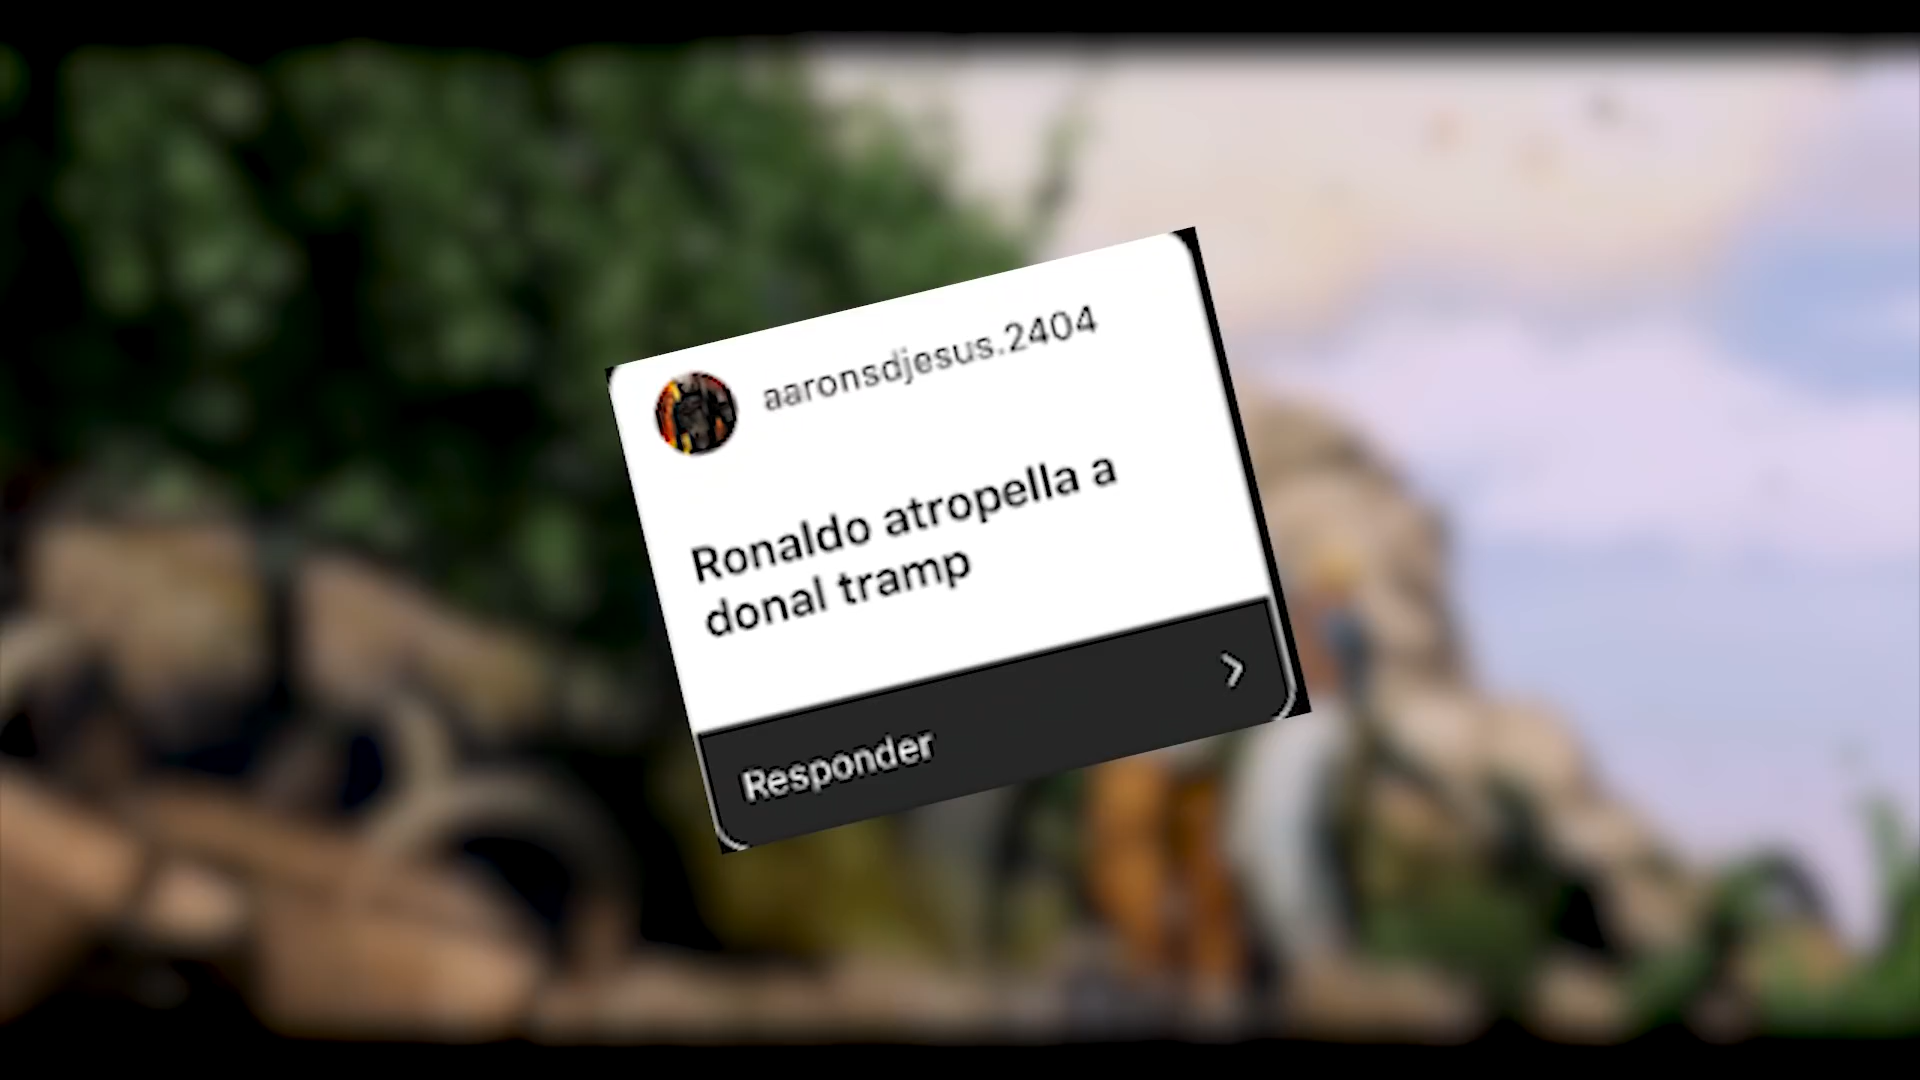 aaronsdjesus.2404
Ronaldo atropella a
donal tramp
Responder